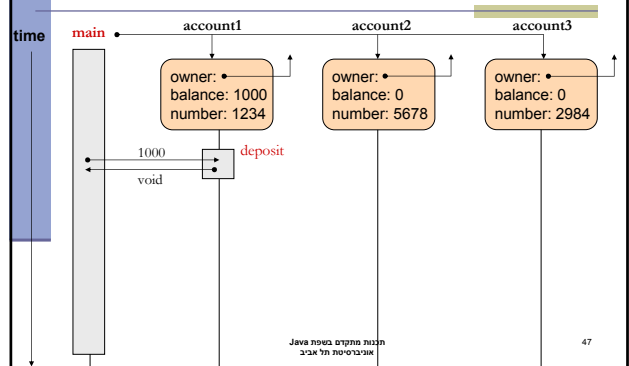 time
main
account1
account2
account3
owner:
balance: 1000
number: 1234
owner:
balance: 0
number: 5678
owner:
balance: 0
number: 2984
1000
deposit
void
תכנות מתקדם בשפת Java
אוניברסיטת תל אביב
47